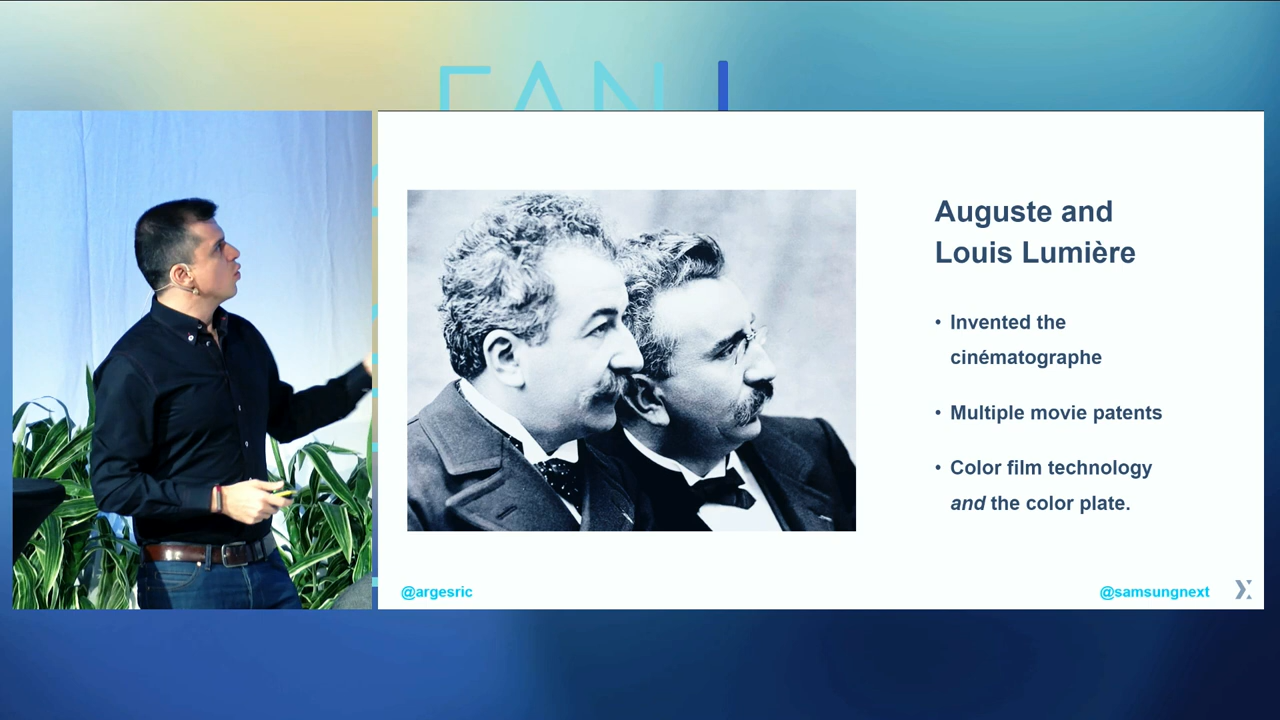 Auguste and
Louis Lumière
• Invented the
cinématographe
• Multiple movie patents
• Color film technology
and the color plate.
@argesric
@samsungnext